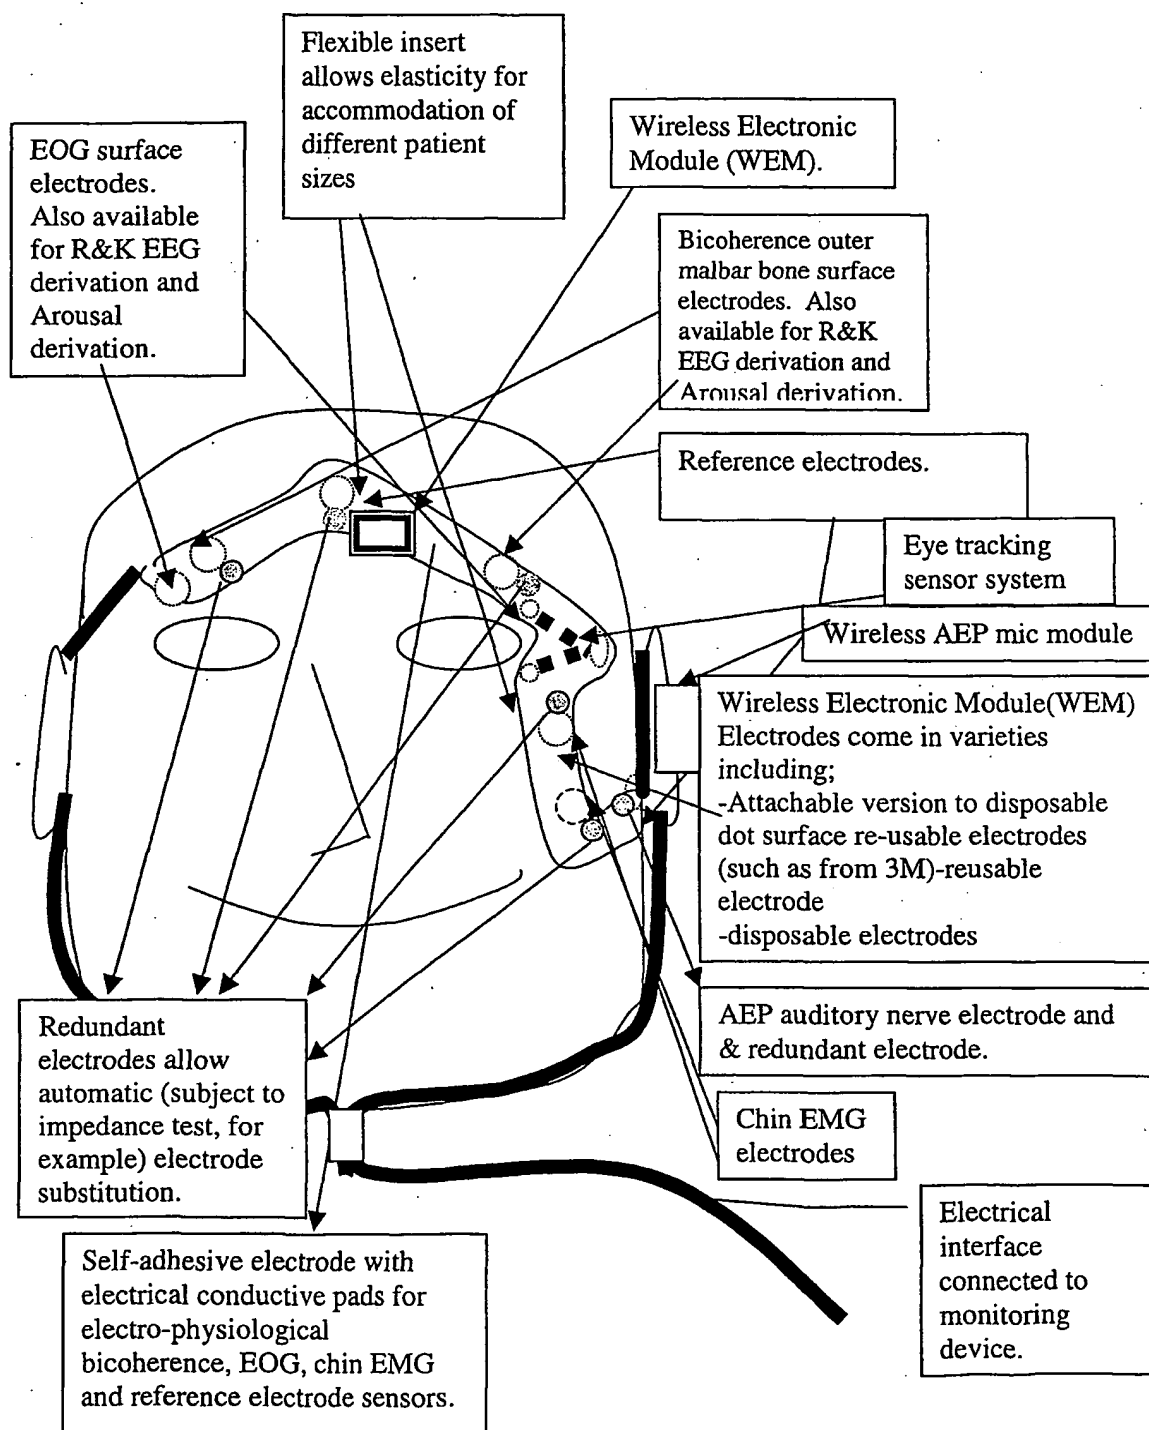 Flexible insert
allows elasticity for
accommodation of
different patient
sizes
Wireless Electronic
Module (WEM).
EOG surface
electrodes.
Also available
for R&K EEG
derivation and
Arousal
derivation.
Bicoherence outer
malbar bone surface
electrodes.  Also
available for R&K
EEG derivation and
Arousal derivation.
Reference electrodes.
Eye tracking
sensor system
Wireless AEP mic module
Wireless Electronic Module(WEM)
Electrodes come in varieties
including;
-Attachable version to disposable
dot surface re-usable electrodes
(such as from 3M)-reusable
electrode
-disposable electrodes
Redundant
electrodes allow
automatic (subject to
impedance test, for
example) electrode
substitution.
AEP auditory nerve electrode and
& redundant electrode.
Chin EMG
electrodes
Electrical
interface
connected to
monitoring
device.
Self-adhesive electrode with
electrical conductive pads for
electro-physiological
bicoherence, EOG, chin EMG
and reference electrode sensors.